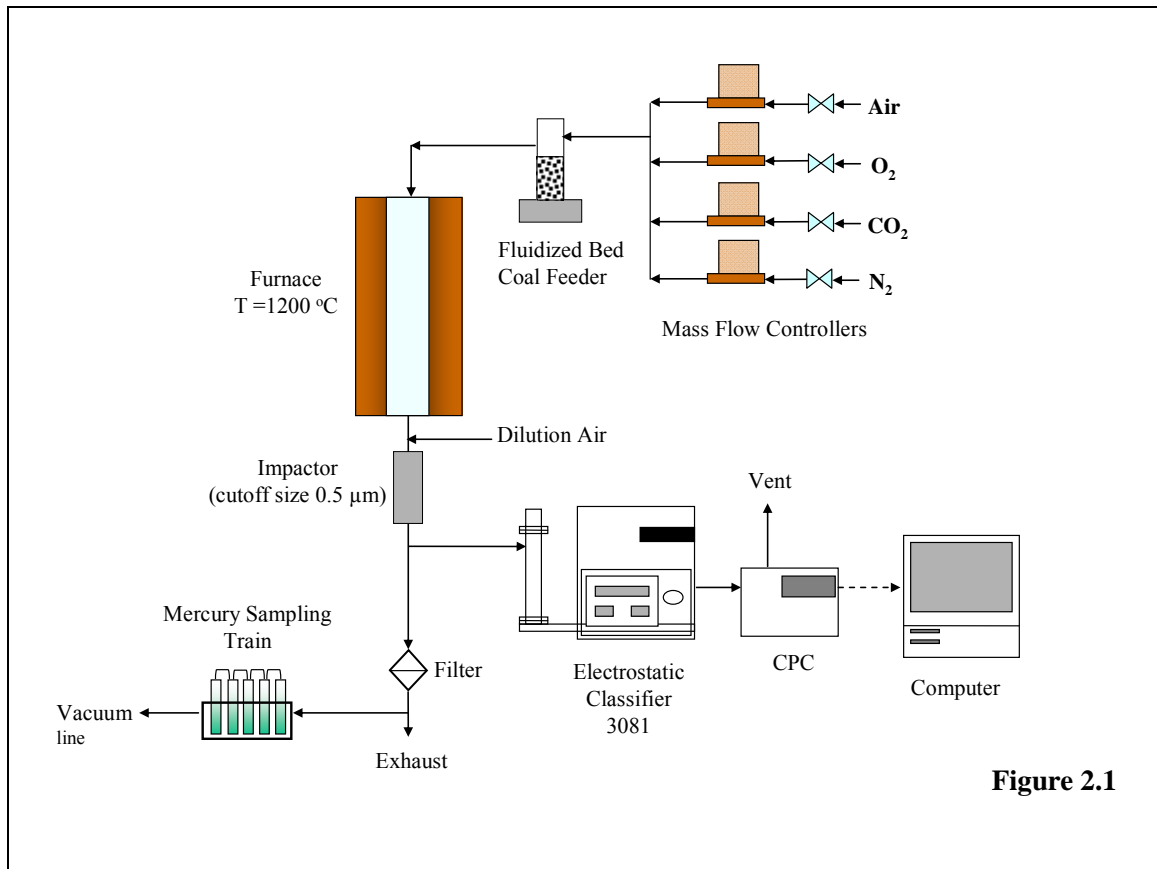 Air
O₂
CO₂
N₂
Mass Flow Controllers
Fluidized Bed
Coal Feeder
Furnace
T =1200 ᵒC
Dilution Air
Impactor
(cutoff size 0.5 µm)
Vent
Mercury Sampling
Train
Filter
Electrostatic
Classifier
3081
CPC
Computer
Vacuum
line
Exhaust
Figure 2.1